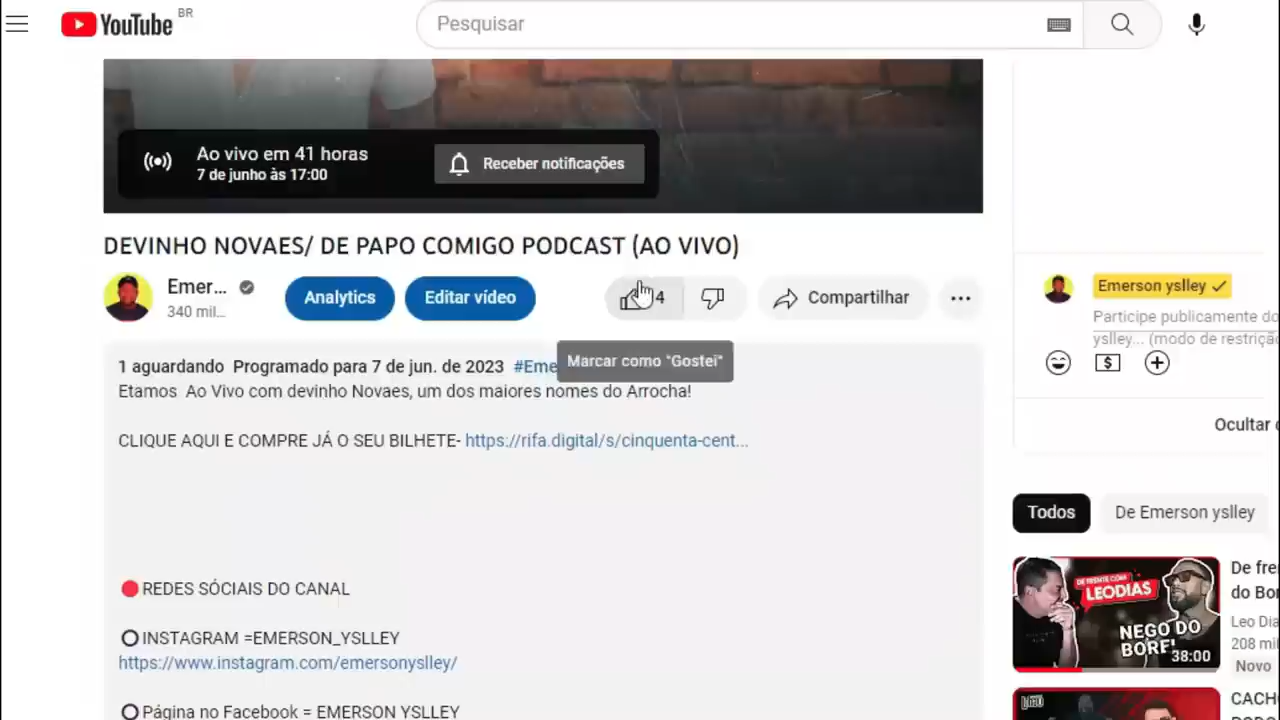 YouTube BR
Pesquisar
Ao vivo em 41 horas
7 de junho às 17:00
Receber notificações
DEVINHO NOVAES/ DE PAPO COMIGO PODCAST (AO VIVO)
Emer...
340 mil...
Analytics
Editar vídeo
4
Compartilhar
Marcar como "Gostei"
1 aguardando Programado para 7 de jun. de 2023 #Eme
Etamos Ao Vivo com devinho Novaes, um dos maiores nomes do Arrocha!
CLIQUE AQUI E COMPRE JÁ O SEU BILHETE- https://rifa.digital/s/cinquenta-cent...
REDES SÓCIAIS DO CANAL
INSTAGRAM =EMERSON_YSLLEY
https://www.instagram.com/emersonyslley/
Página no Facebook = EMERSON YSLLEY
Emerson yslley
Participe publicamente do
yslley... (modo de restrição
Ocultar
Todos
De Emerson yslley
DE FRENTE COM
LEODIAS
NEGO DO
BOREL
38:00
De fre
do Bor
Leo Dia
208 mi
Novo
CACH